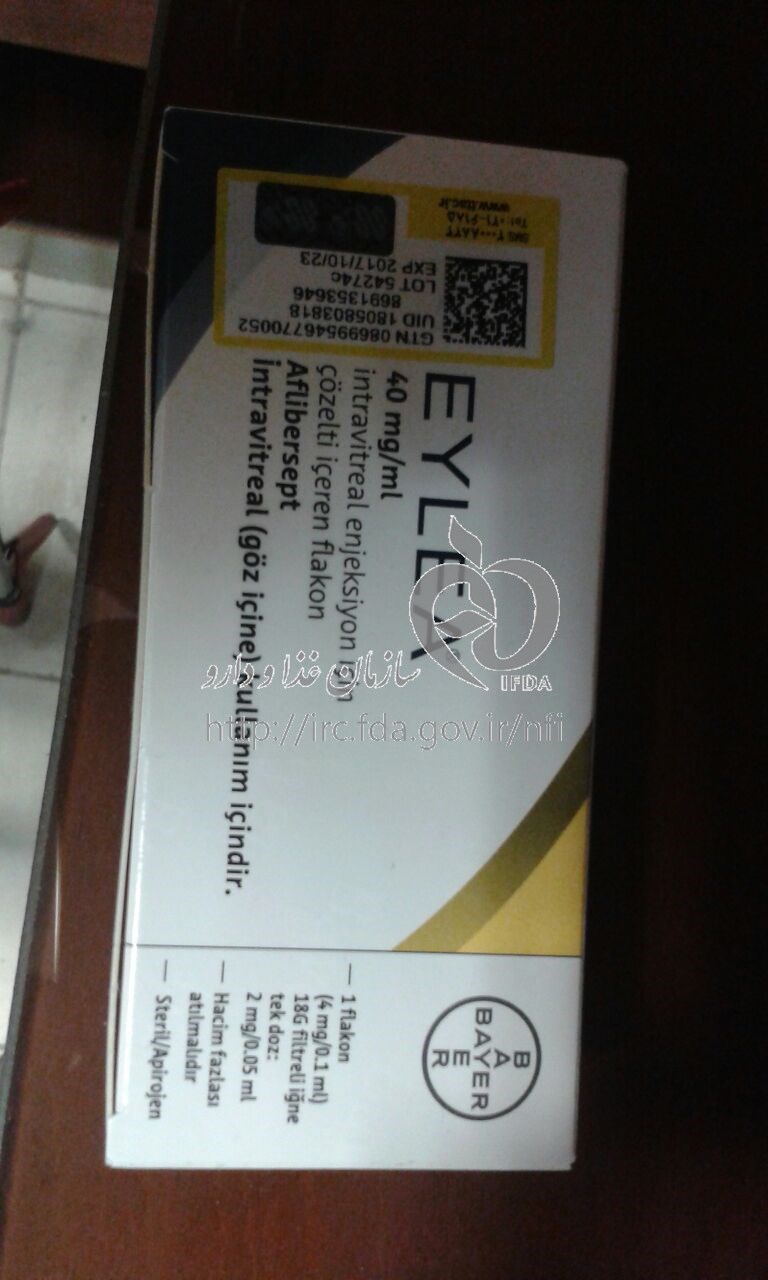 EYLEA®
40 mg/ml
intravitreal enjeksiyon için
çözelti içeren flakon
Aflibersept
intravitreal (göz içine) kullanım içindir.
GTN 08699546770052
UID 1805803818
8691353646
LOT 54274c
EXP 2017/10/23
www.ttac.ir
BAYER
BAYER
1 flakon
(4 mg/0.1 ml)
18G filtreli iğne
tek doz:
2 mg/0.05 ml
Hacim fazlası
atılmalıdır
Steril/Apirojen
IFDA
سازمان غذا و دارو
http://irc.fda.gov.ir/nfi